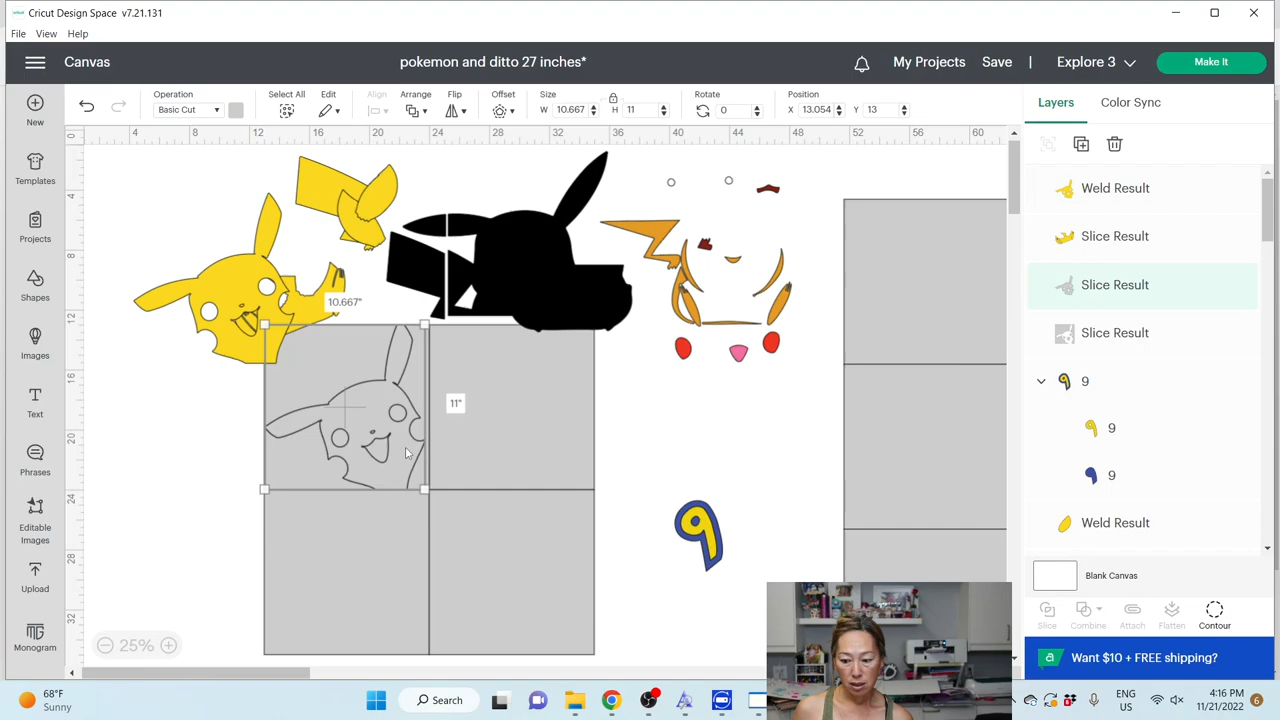 Cricut Design Space v7.21.131
File View Help
Canvas
pokemon and ditto 27 inches*
My Projects Save | Explore 3
Make It
Operation
Basic Cut
Select All
Edit
Align
Arrange
Flip
Offset
Size
W 10.667
H 11
Rotate
0
Position
X 13.054
Y 13
New
Templates
Projects
Shapes
Images
Text
Phrases
Editable Images
Upload
Monogram
0 4 8 12 16 20 24 28 32 36 40 44 48 52 56 60
8
12
16
20
24
28
32
10.667"
11"
9
25%
Layers Color Sync
Weld Result
Slice Result
Slice Result
Slice Result
9
9
9
Weld Result
Blank Canvas
Slice Combine Attach Flatten Contour
Want $10 + FREE shipping?
68°F
Sunny
Search
ENG
US
4:16 PM
11/21/2022
6